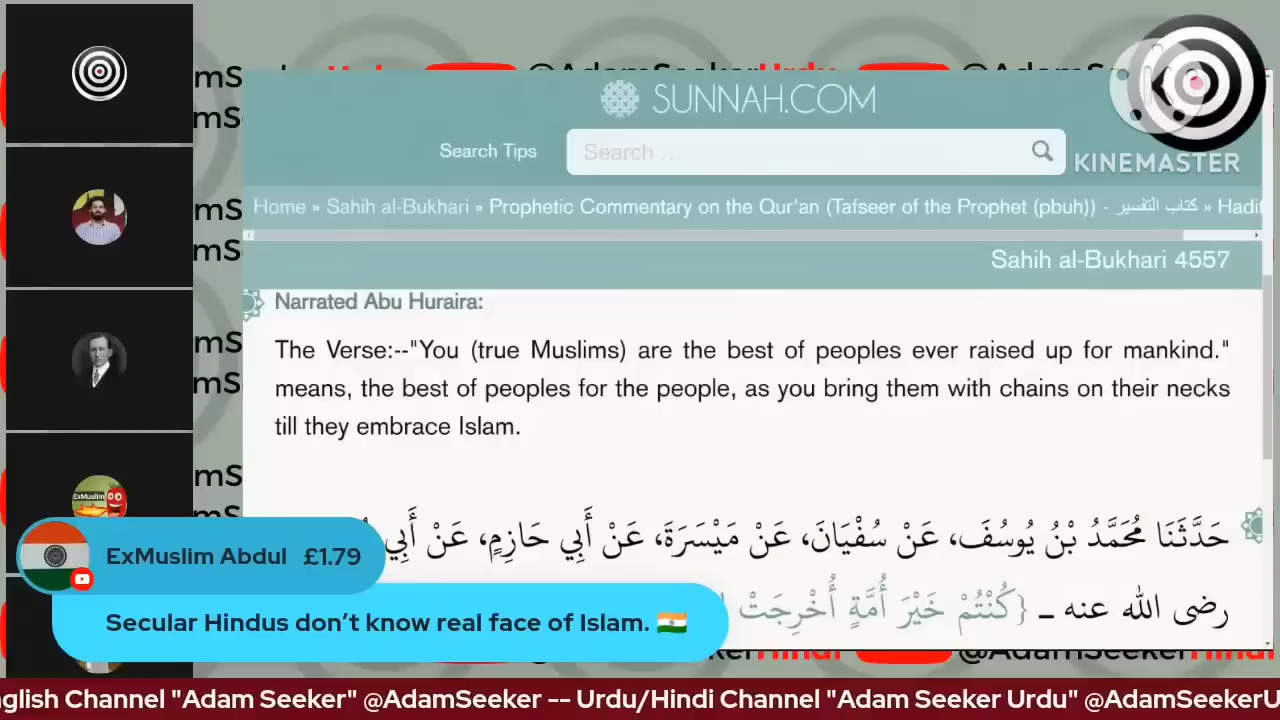 SUNNAH.COM
Search Tips
Search ...
KINEMASTER
Home » Sahih al-Bukhari » Prophetic Commentary on the Qur'an (Tafseer of the Prophet (pbuh)) - كتاب التفسير » Hadit
Sahih al-Bukhari 4557
Narrated Abu Huraira:
The Verse:--"You (true Muslims) are the best of peoples ever raised up for mankind."
means, the best of peoples for the people, as you bring them with chains on their necks
till they embrace Islam.
حَدَّثَنَا مُحَمَّدُ بْنُ يُوسُفَ، عَنْ سُفْيَانَ، عَنْ مَيْسَرَةَ، عَنْ أَبِي حَازِمٍ، عَنْ أَبِي
رضى الله عنه ـ {كُنْتُمْ خَيْرَ أُمَّةٍ أُخْرِجَتْ
ExMuslim
ExMuslim Abdul £1.79
Secular Hindus don’t know real face of Islam. 🇮🇳
nglish Channel "Adam Seeker" @AdamSeeker -- Urdu/Hindi Channel "Adam Seeker Urdu" @AdamSeekerU